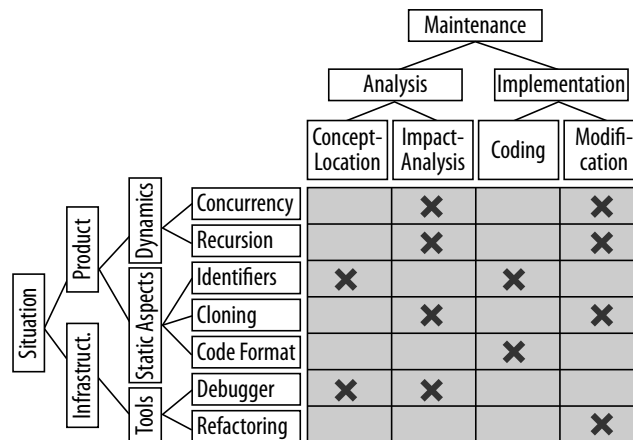 Maintenance
Analysis
Implementation
Concept-
Location
Impact-
Analysis
Coding
Modifi-
cation
Situation
Product
Infrastruct.
Dynamics
Static Aspects
Tools
Concurrency
Recursion
Identifiers
Cloning
Code Format
Debugger
Refactoring